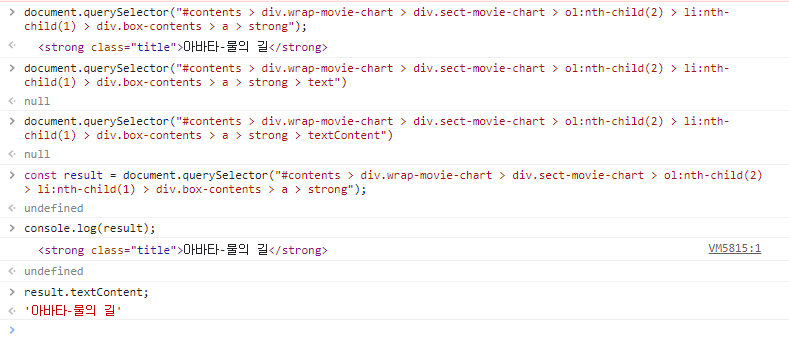 > document.querySelector("#contents > div.wrap-movie-chart > div.sect-movie-chart > ol:nth-child(2) > li:nth-
child(1) > div.box-contents > a > strong");
<strong class="title">아바타-물의 길</strong>
> document.querySelector("#contents > div.wrap-movie-chart > div.sect-movie-chart > ol:nth-child(2) > li:nth-
child(1) > div.box-contents > a > strong > text")
null
> document.querySelector("#contents > div.wrap-movie-chart > div.sect-movie-chart > ol:nth-child(2) > li:nth-
child(1) > div.box-contents > a > strong > textContent")
null
> const result = document.querySelector("#contents > div.wrap-movie-chart > div.sect-movie-chart > ol:nth-child(2)
> li:nth-child(1) > div.box-contents > a > strong");
undefined
> console.log(result);
<strong class="title">아바타-물의 길</strong> VM5815:1
undefined
> result.textContent;
'아바타-물의 길'
>